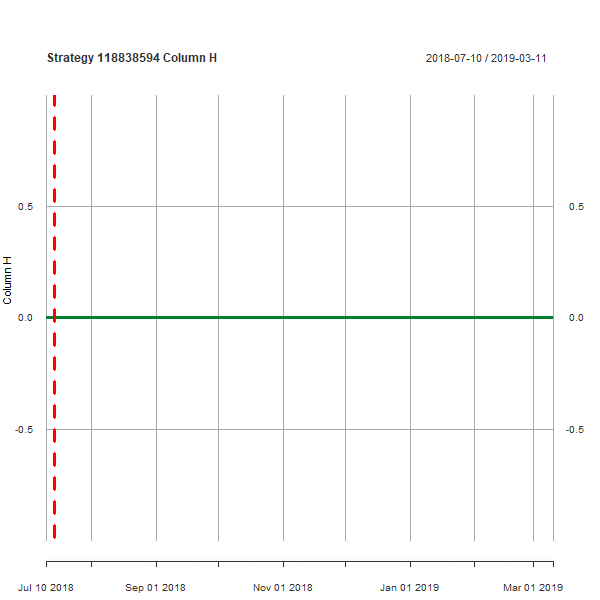 Strategy 118838594 Column H
2018-07-10 / 2019-03-11
0.5
0.5
Column H
0.0
0.0
-0.5
-0.5
Jul 10 2018
Sep 01 2018
Nov 01 2018
Jan 01 2019
Mar 01 2019